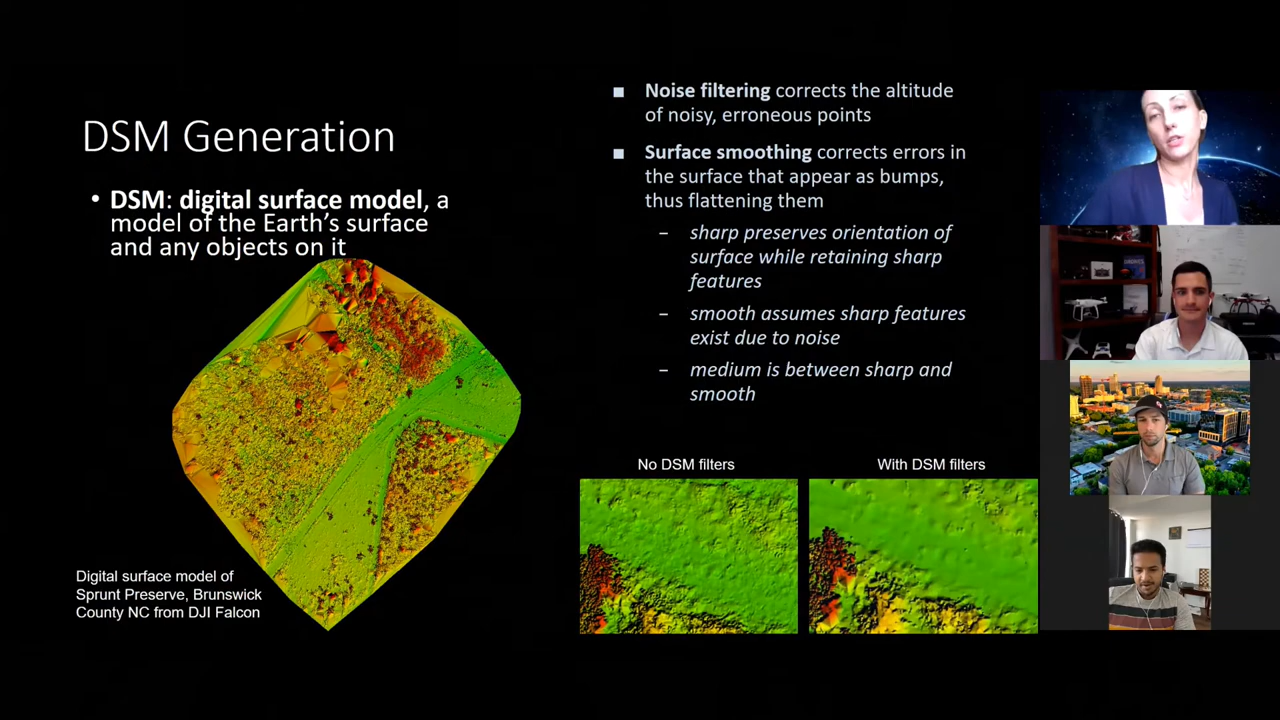 DSM Generation
• DSM: digital surface model, a
model of the Earth's surface
and any objects on it
Digital surface model of
Sprunt Preserve, Brunswick
County NC from DJI Falcon
■ Noise filtering corrects the altitude
of noisy, erroneous points
■ Surface smoothing corrects errors in
the surface that appear as bumps,
thus flattening them
– sharp preserves orientation of
surface while retaining sharp
features
– smooth assumes sharp features
exist due to noise
– medium is between sharp and
smooth
No DSM filters
With DSM filters